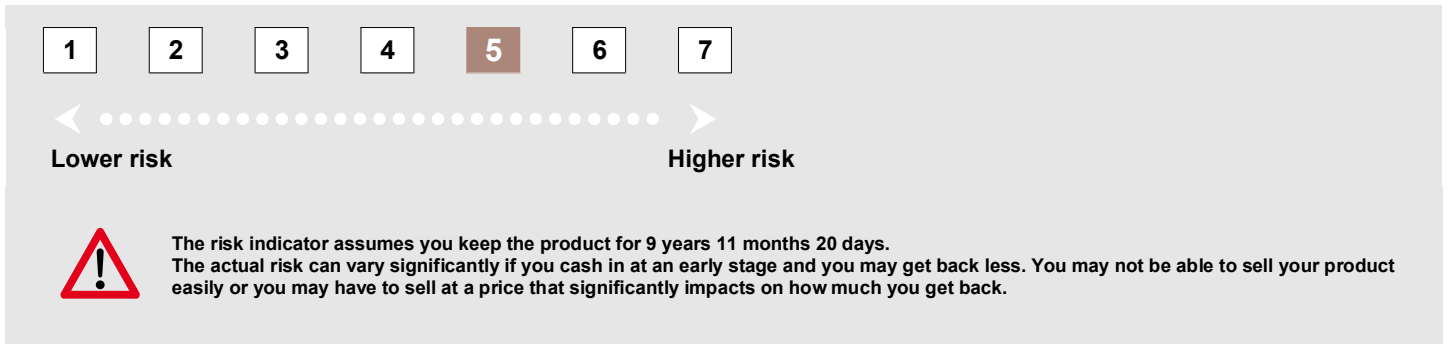 1 2 3 4 5 6 7
Lower risk Higher risk
The risk indicator assumes you keep the product for 9 years 11 months 20 days.
The actual risk can vary significantly if you cash in at an early stage and you may get back less. You may not be able to sell your product
easily or you may have to sell at a price that significantly impacts on how much you get back.